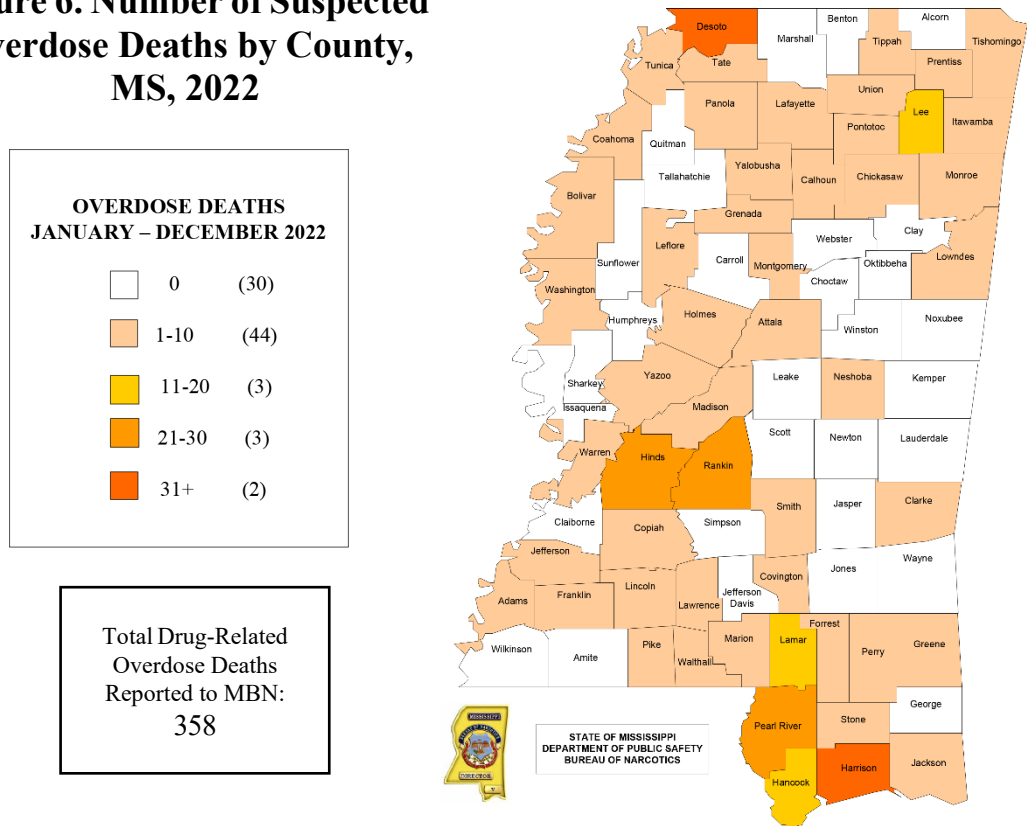 ure 6. Number of Suspected
verdose Deaths by County,
MS, 2022
OVERDOSE DEATHS
JANUARY – DECEMBER 2022
0 (30)
1-10 (44)
11-20 (3)
21-30 (3)
31+ (2)
Total Drug-Related
Overdose Deaths
Reported to MBN:
358
Desoto
Marshall
Benton
Alcorn
Tippah
Tishomingo
Prentiss
Tunica
Tate
Panola
Lafayette
Union
Lee
Itawamba
Pontotoc
Coahoma
Quitman
Tallahatchie
Yalobusha
Calhoun
Chickasaw
Monroe
Bolivar
Grenada
Sunflower
Leflore
Carroll
Montgomery
Webster
Clay
Choctaw
Oktibbeha
Lowndes
Washington
Humphreys
Holmes
Attala
Winston
Noxubee
Sharkey
Issaquena
Yazoo
Madison
Leake
Neshoba
Kemper
Warren
Hinds
Rankin
Scott
Newton
Lauderdale
Claiborne
Copiah
Simpson
Smith
Jasper
Clarke
Jefferson
Adams
Franklin
Lincoln
Lawrence
Jefferson
Davis
Covington
Jones
Wayne
Wilkinson
Amite
Pike
Walthall
Marion
Lamar
Forrest
Perry
Greene
Pearl River
Stone
George
Hancock
Harrison
Jackson
MISSISSIPPI
DIRECTOR
STATE OF MISSISSIPPI
DEPARTMENT OF PUBLIC SAFETY
BUREAU OF NARCOTICS